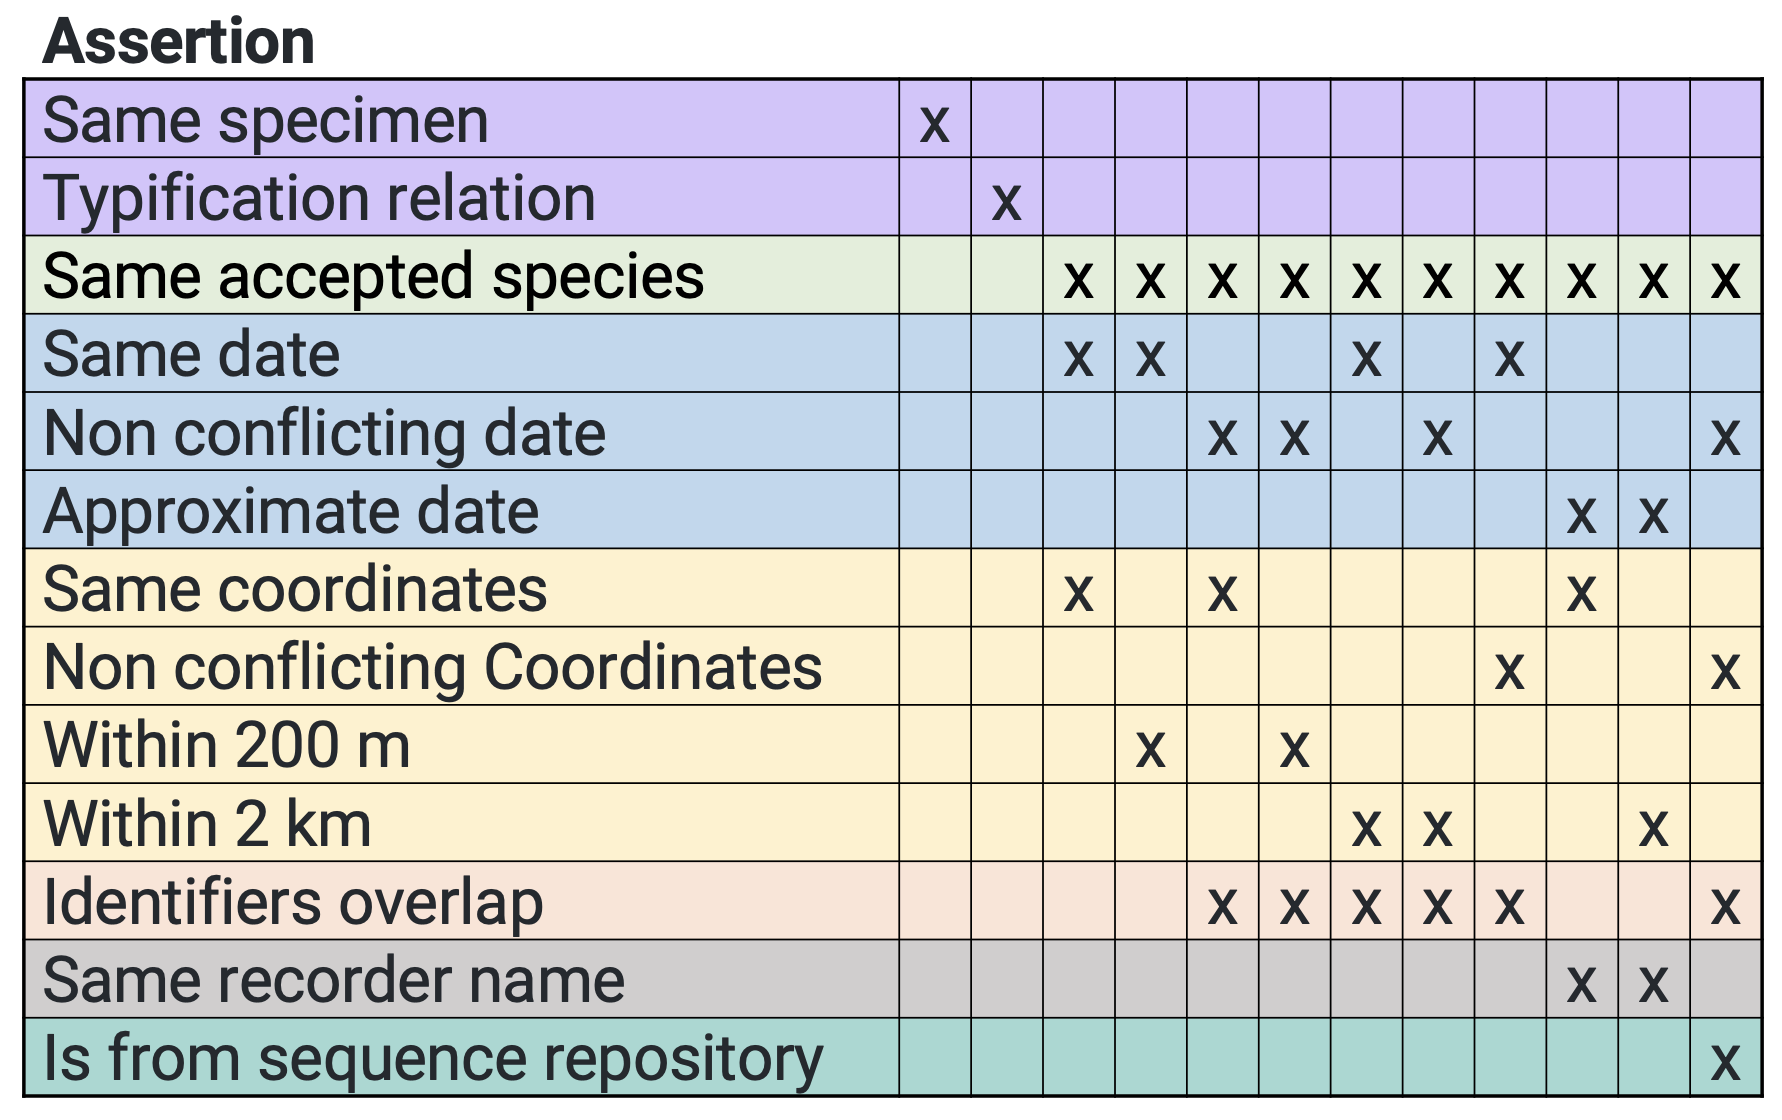 Assertion
Same specimen x
Typification relation x
Same accepted species x x x x x x x x x x
Same date x x x x
Non conflicting date x x x x
Approximate date x x
Same coordinates x x x
Non conflicting Coordinates x x
Within 200 m x x
Within 2 km x x x
Identifiers overlap x x x x x x
Same recorder name x x
Is from sequence repository x